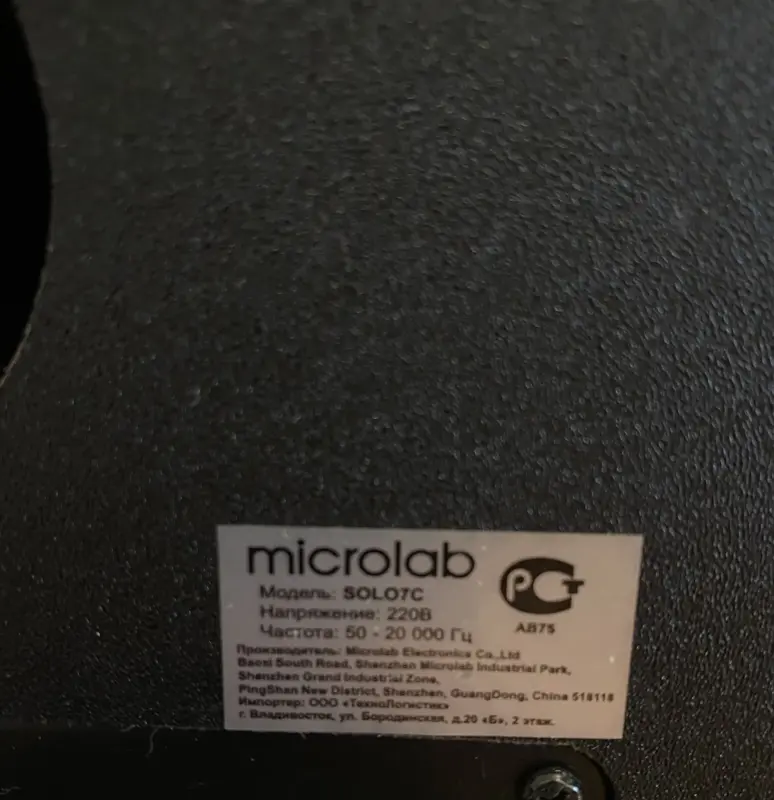 microlab
РСТ
АВ75
Модель: SOLO7C
Напряжение: 220В
Частота: 50 - 20 000 Гц
Производитель: Microlab Electronics Co.,Ltd
Baoxi South Road, Shenzhen Microlab Industrial Park,
Shenzhen Grand Industrial Zone,
PingShan New District, Shenzhen, GuangDong, China 518118
Импортер: ООО «ТехноЛогистик»
г. Владивосток, ул. Бородинская, д.20 «Б», 2 этаж.